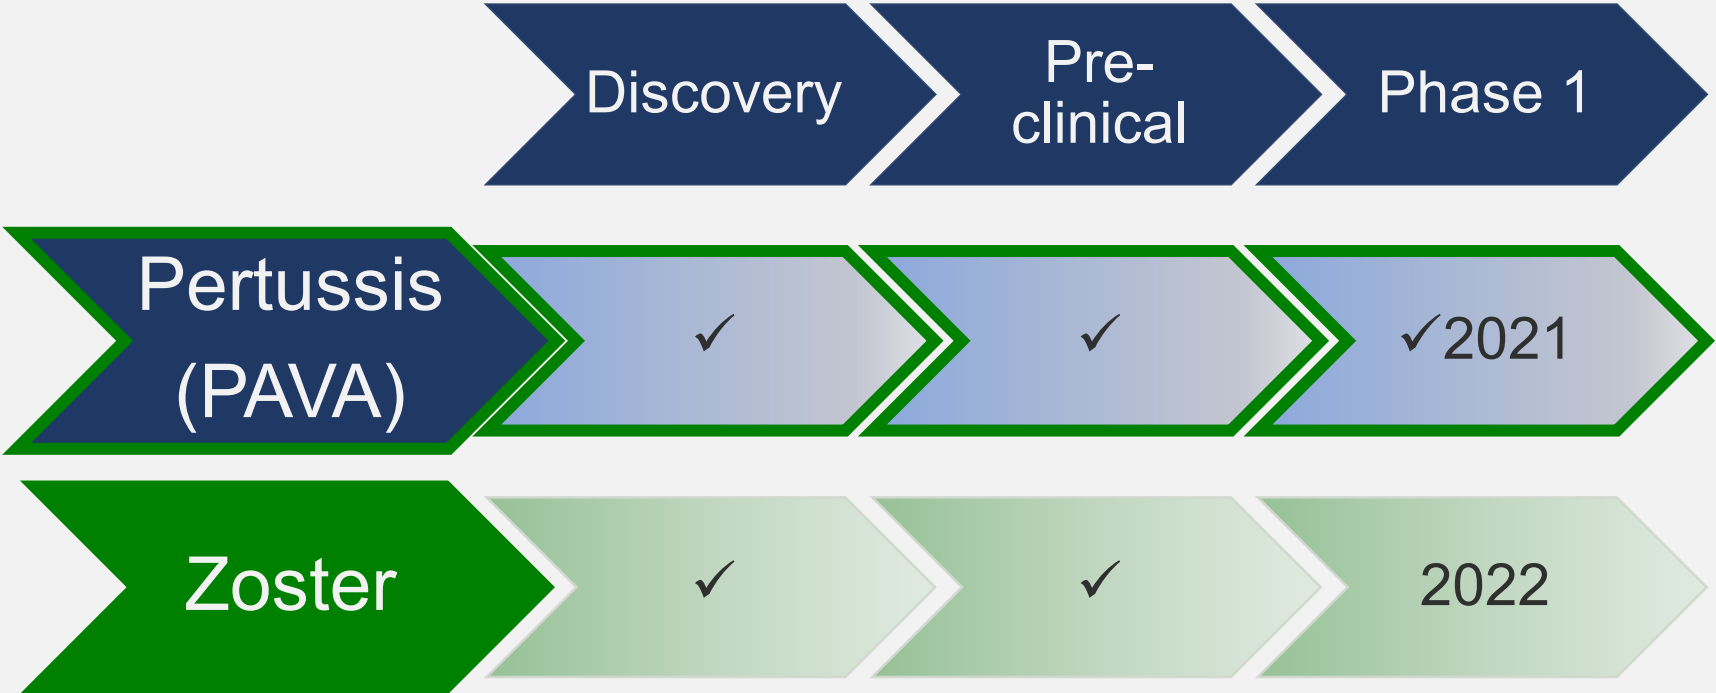 Discovery
Pre-
clinical
Phase 1
Pertussis
(PAVA)
✓
✓
✓2021
Zoster
✓
✓
2022